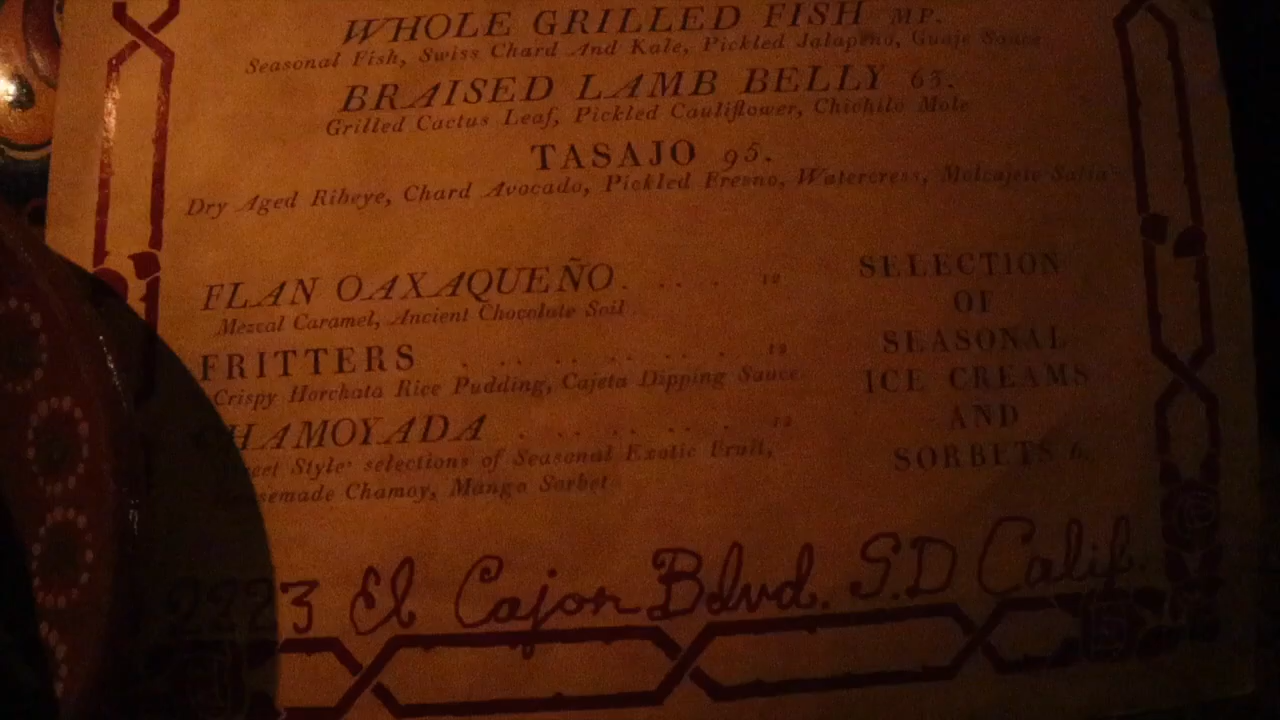 WHOLE GRILLED FISH MP.
Seasonal Fish, Swiss Chard And Kale, Pickled Jalapeño, Guaje Sauce
BRAISED LAMB BELLY 63.
Grilled Cactus Leaf, Pickled Cauliflower, Chichilo Mole
TASAJO 95.
Dry Aged Ribeye, Chard Avocado, Pickled Fresno, Watercress, Molcajete Salsa
FLAN OAXAQUEÑO. . . . .
Mezcal Caramel, Ancient Chocolate Soil
FRITTERS . . . . . . . .
Crispy Horchata Rice Pudding, Cajeta Dipping Sauce
HAMOYADA . . . . . .
Style' selections of Seasonal Exotic Fruit,
Chamoy, Mango Sorbet
SELECTION
OF
SEASONAL
ICE CREAMS
AND
SORBETS 6.
2223 El Cajon Blvd. S.D Calif.